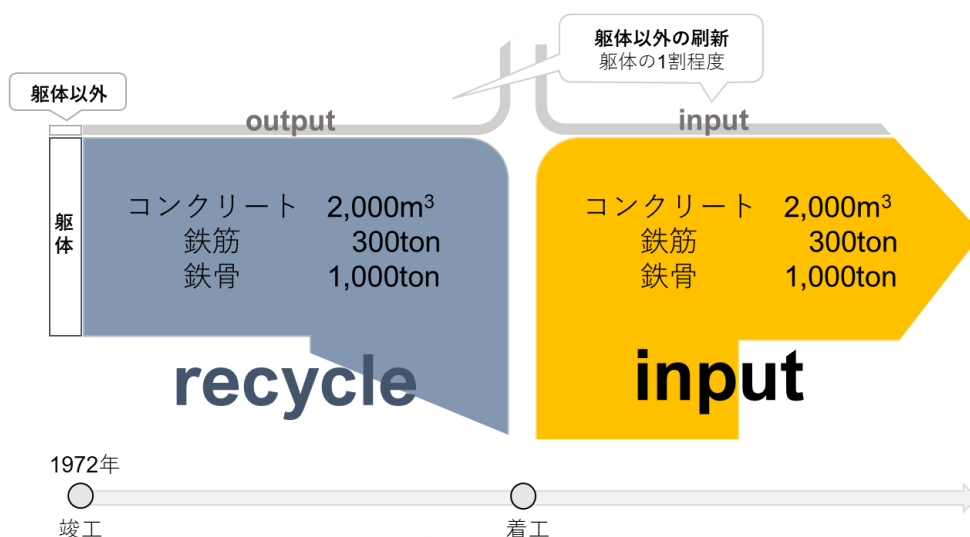 躯体以外の刷新
躯体の1割程度
躯体以外
output
input
躯体
コンクリート 2,000m³
鉄筋 300ton
鉄骨 1,000ton
コンクリート 2,000m³
鉄筋 300ton
鉄骨 1,000ton
recycle
input
1972年
竣工
着工